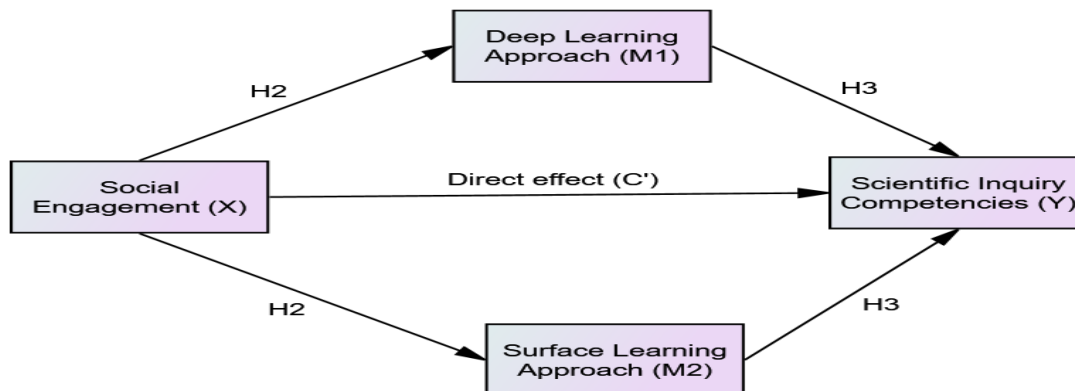 Deep Learning
Approach (M1)
H2
H3
Direct effect (C')
Social
Engagement (X)
Scientific Inquiry
Competencies (Y)
H2
H3
Surface Learning
Approach (M2)